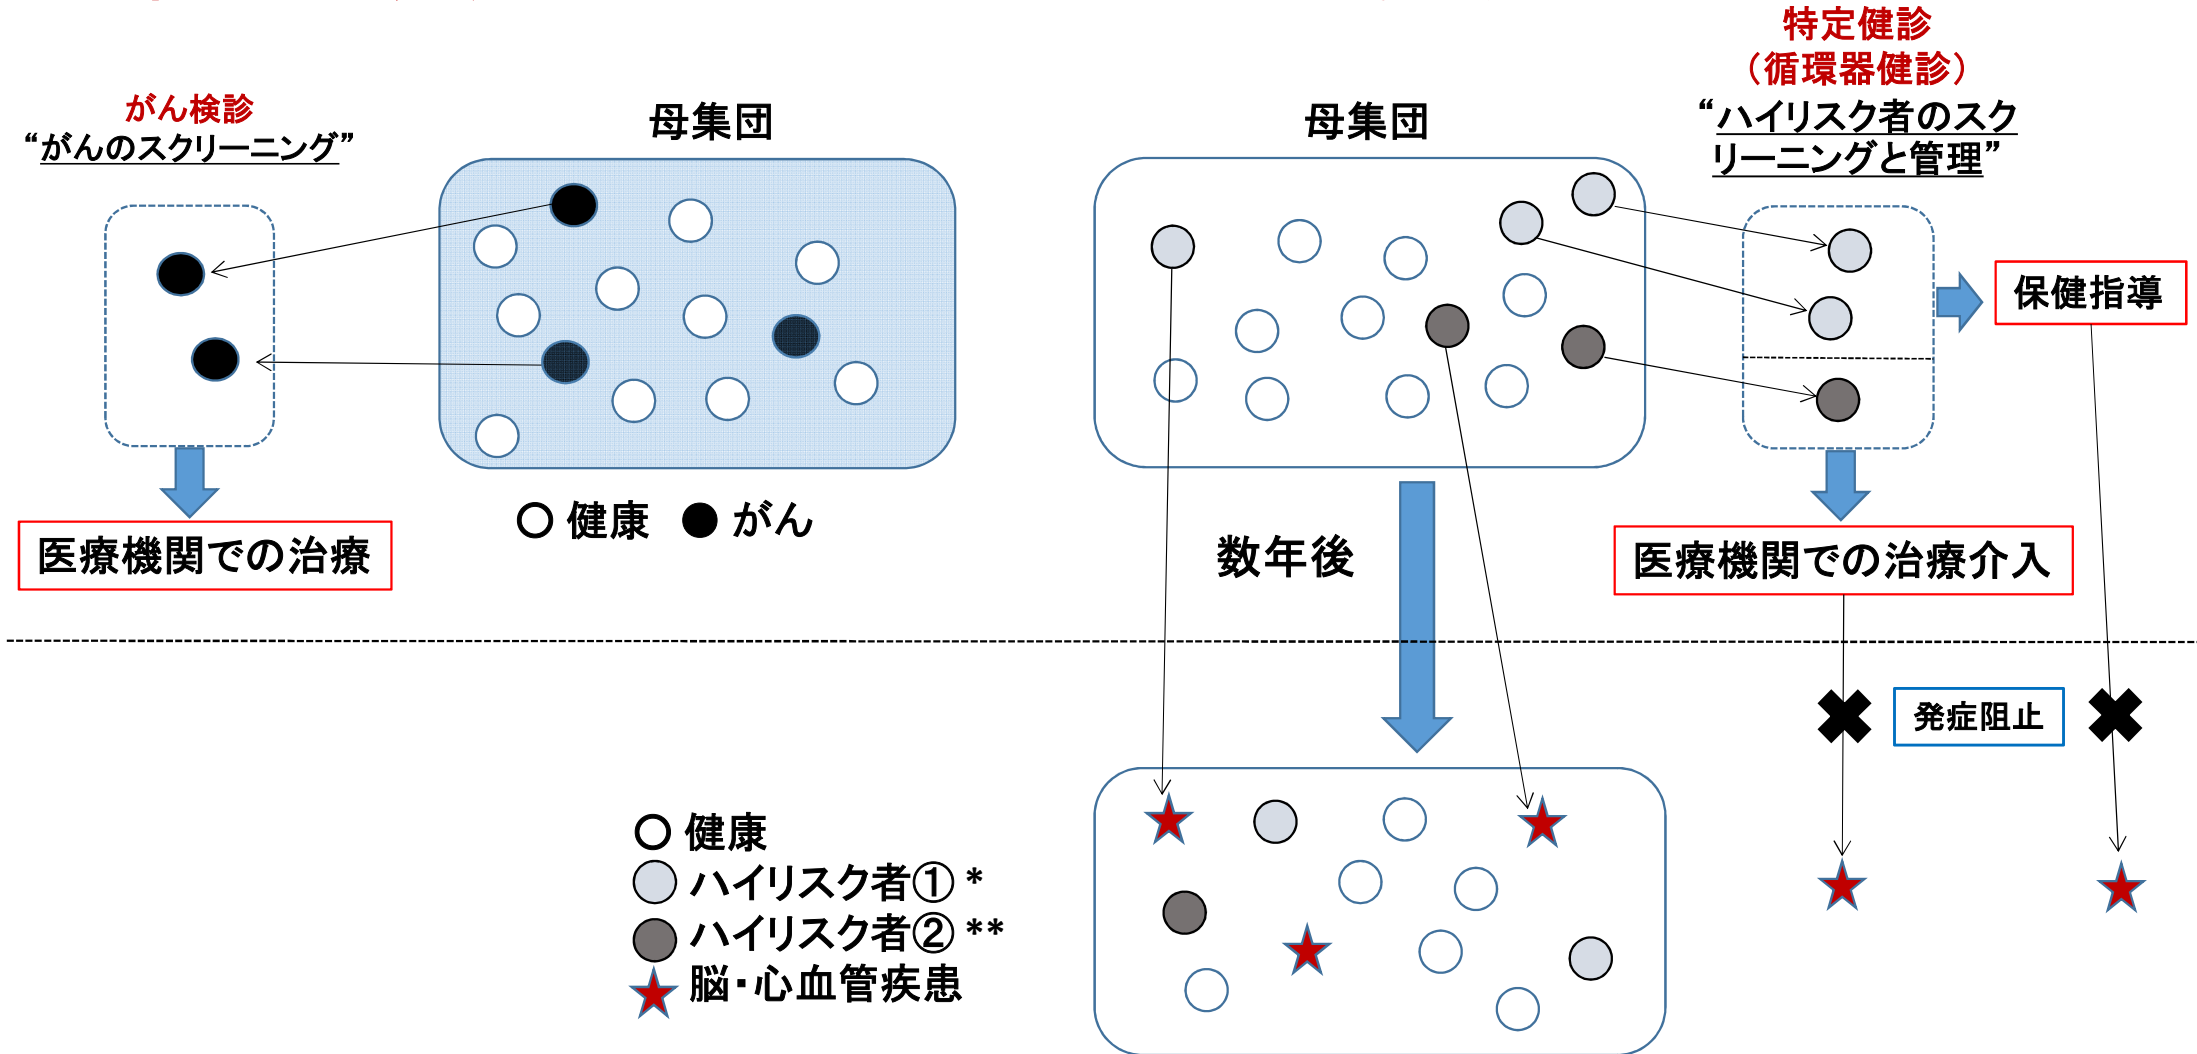 がん検診
“がんのスクリーニング”
母集団
健康
がん
医療機関での治療
母集団
特定健診
（循環器健診）
“ハイリスク者のスク
リーニングと管理”
保健指導
医療機関での治療介入
数年後
発症阻止
健康
ハイリスク者① *
ハイリスク者② **
脳・心血管疾患